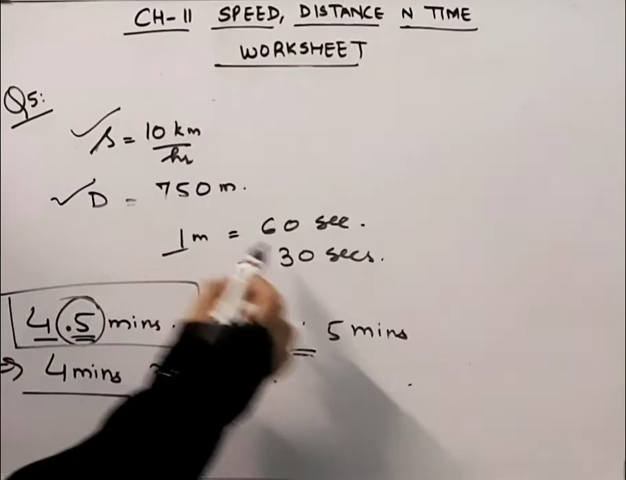 CH-11 SPEED, DISTANCE N TIME
WORKSHEET
Q5:
✓ s = 10 km/hr
✓ D = 750 m.
1m = 60 sec.
30 secs.
4.5 mins.
= 5 mins
⇒ 4 mins